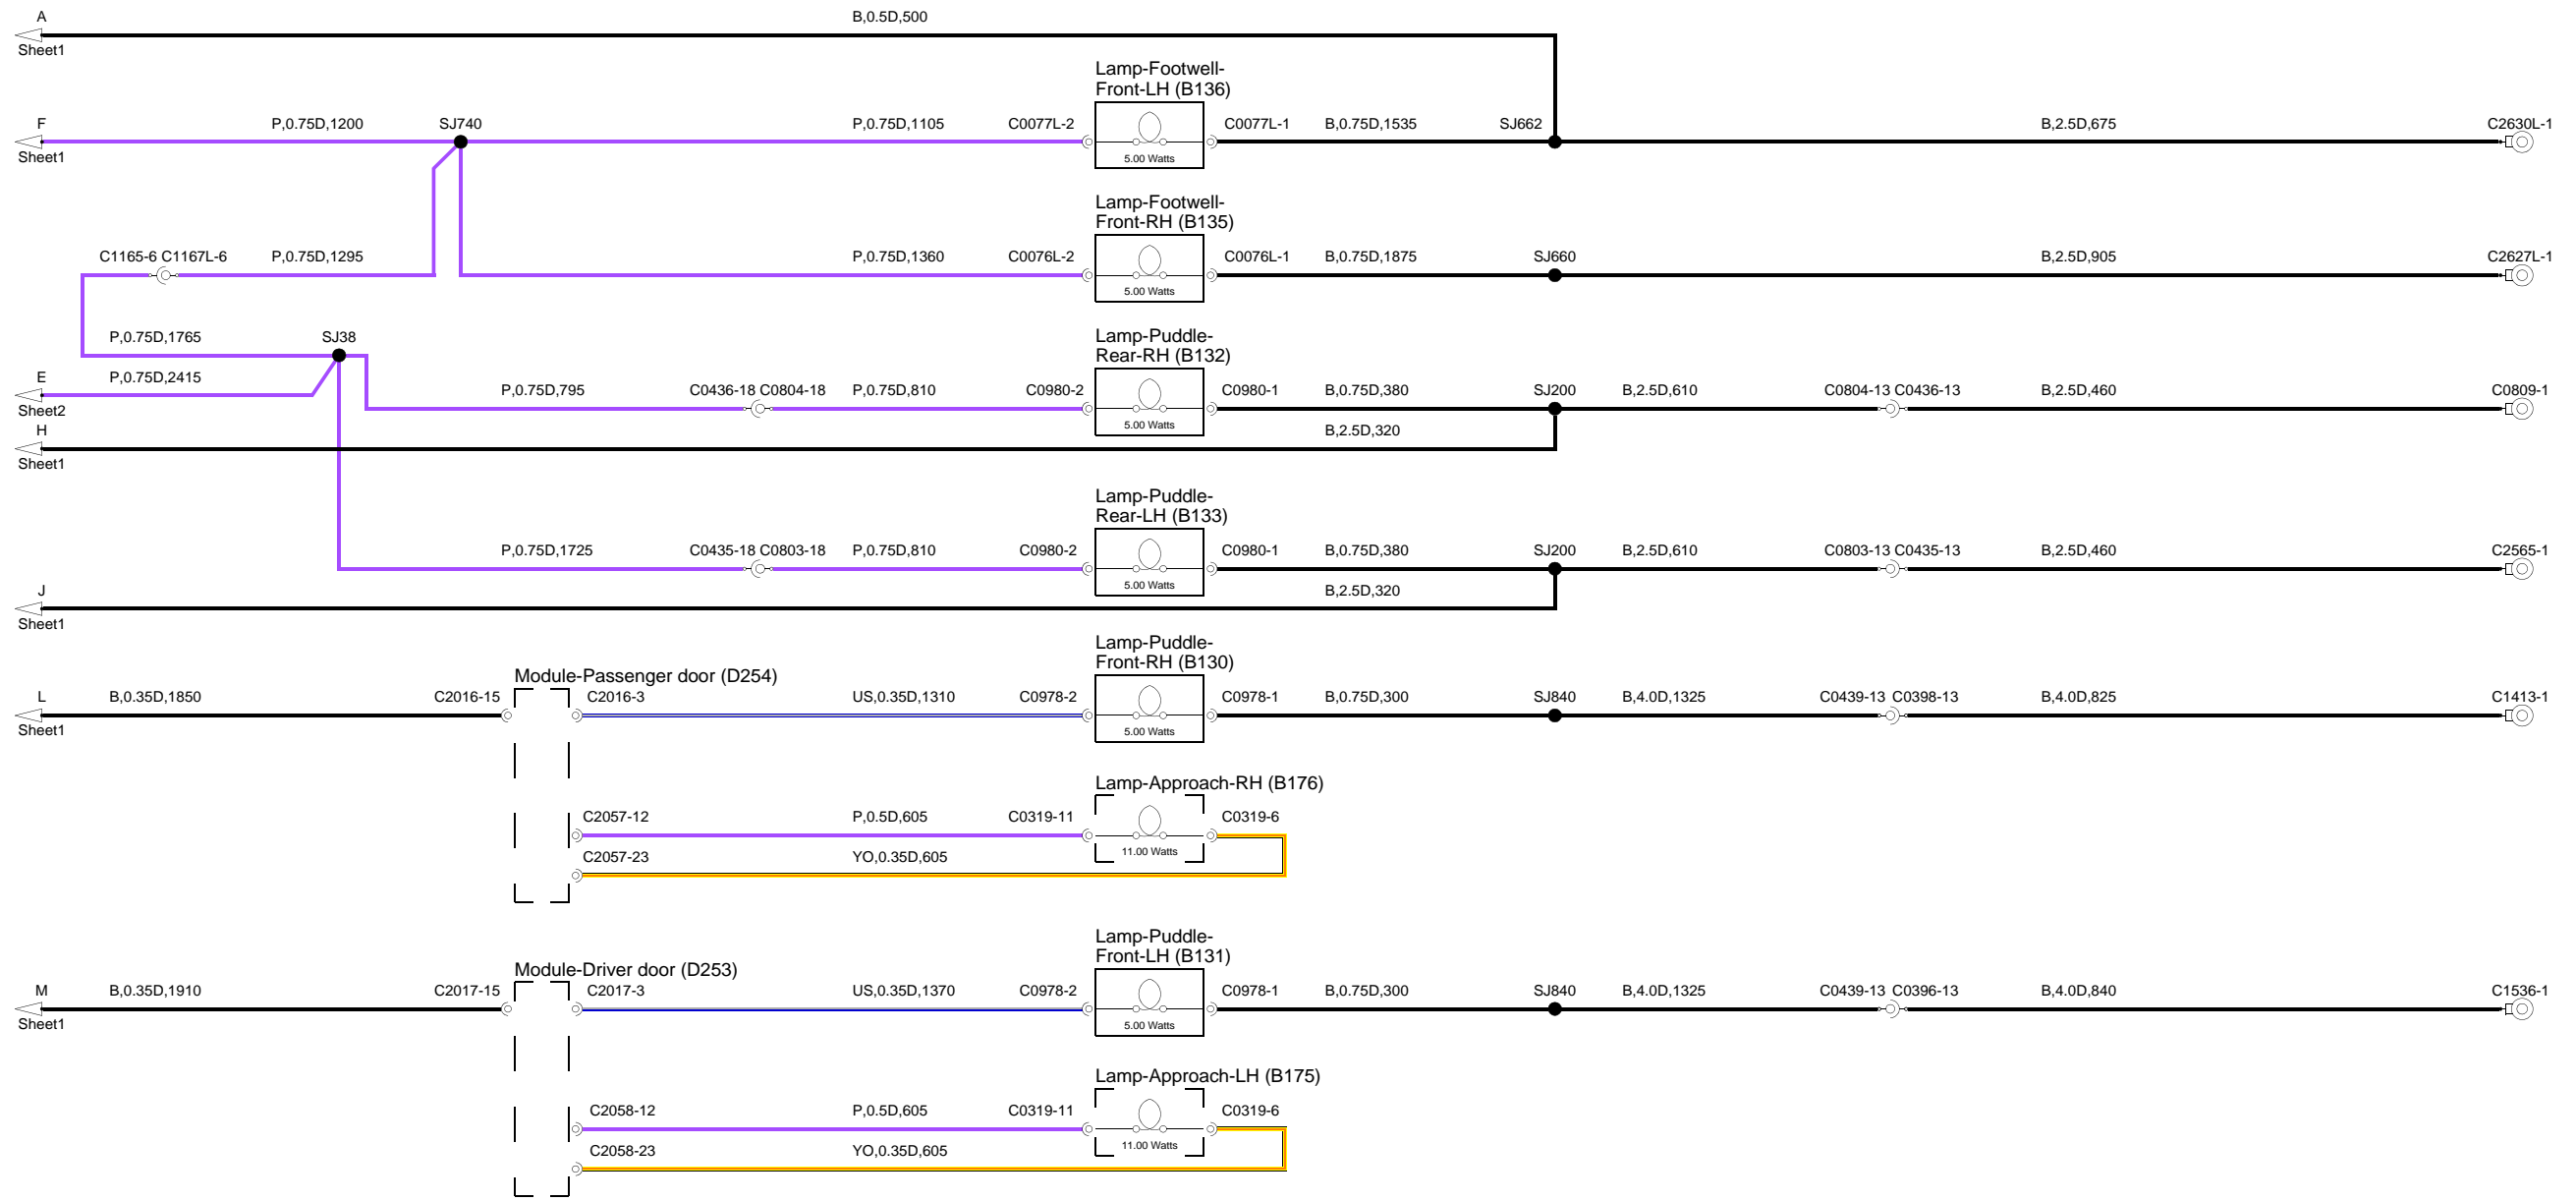 A
B,0.5D,500
Sheet1
Lamp-Footwell-
Front-LH (B136)
F
P,0.75D,1200
SJ740
P,0.75D,1105
C0077L-2
C0077L-1
B,0.75D,1535
SJ662
B,2.5D,675
C2630L-1
Sheet1
5.00 Watts
Lamp-Footwell-
Front-RH (B135)
C1165-6 C1167L-6
P,0.75D,1295
P,0.75D,1360
C0076L-2
C0076L-1
B,0.75D,1875
SJ660
B,2.5D,905
C2627L-1
5.00 Watts
P,0.75D,1765
SJ38
Lamp-Puddle-
Rear-RH (B132)
E
P,0.75D,2415
Sheet2
P,0.75D,795
C0436-18 C0804-18
P,0.75D,810
C0980-2
C0980-1
B,0.75D,380
SJ200
B,2.5D,610
C0804-13 C0436-13
B,2.5D,460
C0809-1
5.00 Watts
H
B,2.5D,320
Sheet1
Lamp-Puddle-
Rear-LH (B133)
P,0.75D,1725
C0435-18 C0803-18
P,0.75D,810
C0980-2
C0980-1
B,0.75D,380
SJ200
B,2.5D,610
C0803-13 C0435-13
B,2.5D,460
C2565-1
5.00 Watts
J
B,2.5D,320
Sheet1
Lamp-Puddle-
Front-RH (B130)
Module-Passenger door (D254)
L
B,0.35D,1850
C2016-15
C2016-3
US,0.35D,1310
C0978-2
C0978-1
B,0.75D,300
SJ840
B,4.0D,1325
C0439-13 C0398-13
B,4.0D,825
C1413-1
Sheet1
5.00 Watts
Lamp-Approach-RH (B176)
C2057-12
P,0.5D,605
C0319-11
C0319-6
11.00 Watts
C2057-23
YO,0.35D,605
Lamp-Puddle-
Front-LH (B131)
Module-Driver door (D253)
M
B,0.35D,1910
C2017-15
C2017-3
US,0.35D,1370
C0978-2
C0978-1
B,0.75D,300
SJ840
B,4.0D,1325
C0439-13 C0396-13
B,4.0D,840
C1536-1
Sheet1
5.00 Watts
Lamp-Approach-LH (B175)
C2058-12
P,0.5D,605
C0319-11
C0319-6
11.00 Watts
C2058-23
YO,0.35D,605